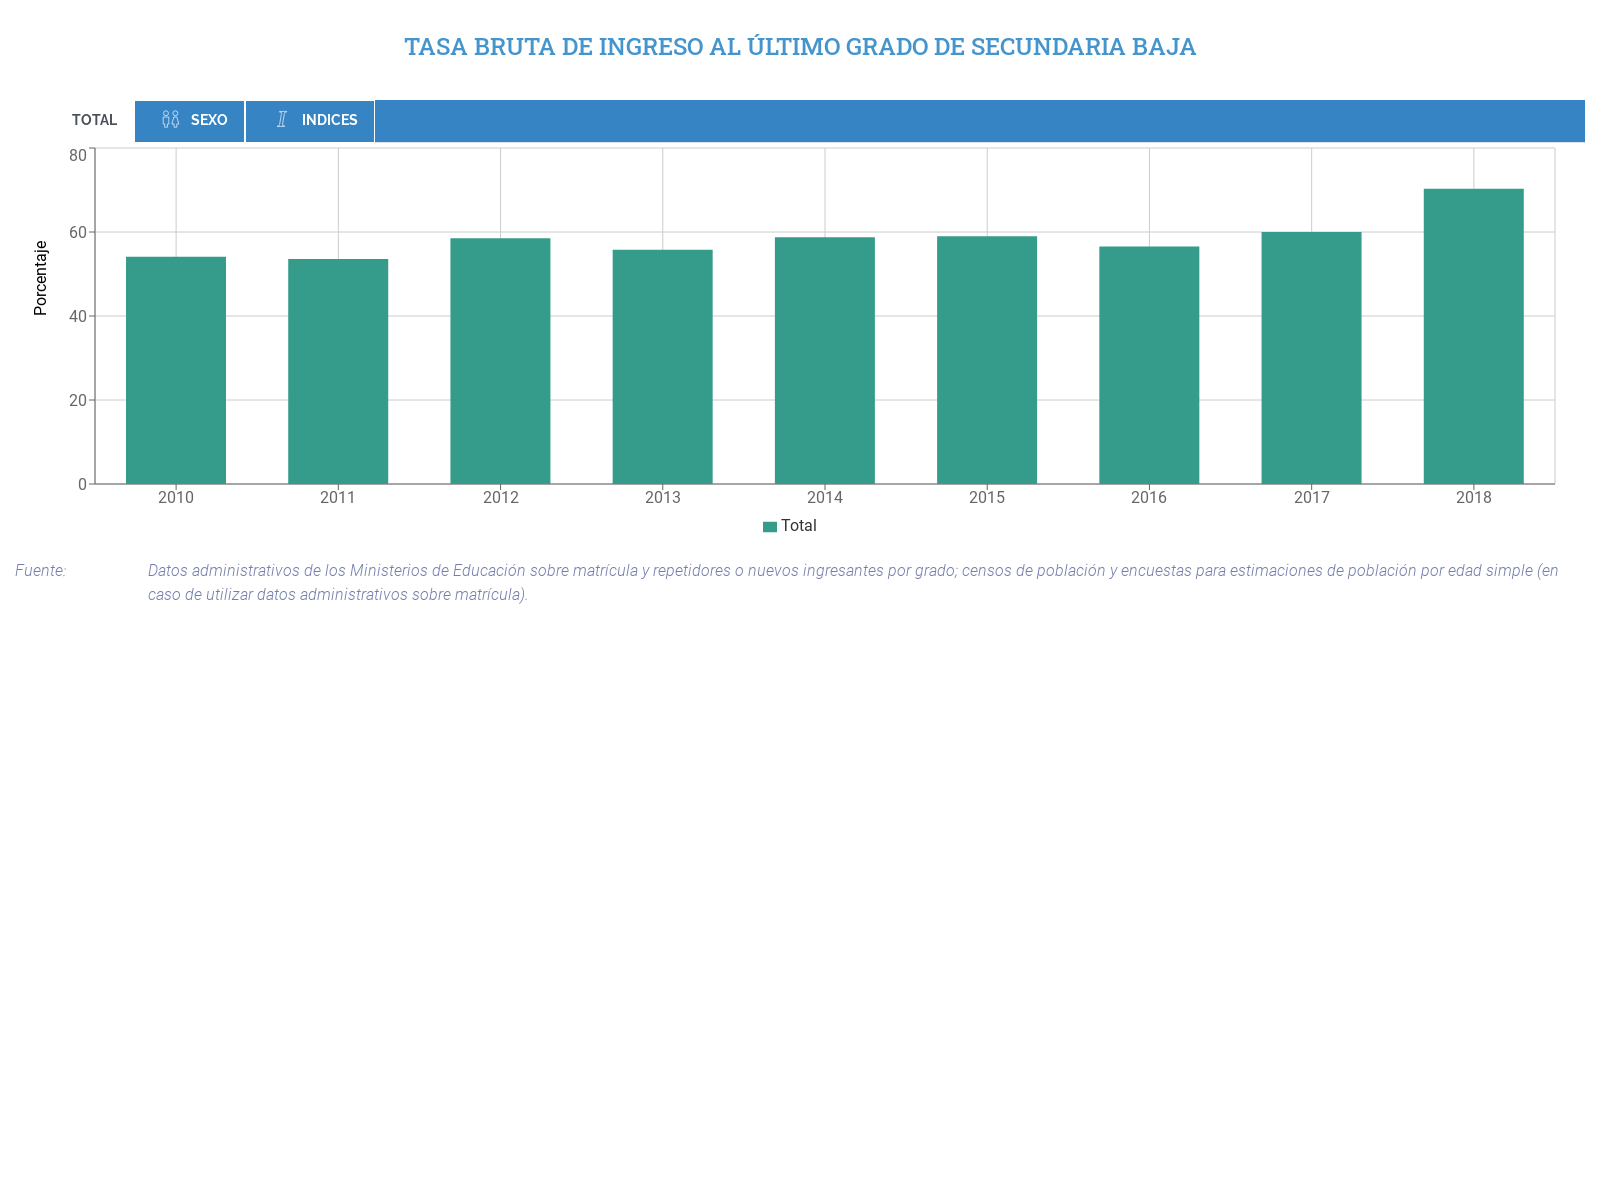 TASA BRUTA DE INGRESO AL ÚLTIMO GRADO DE SECUNDARIA BAJA
TOTAL SEXO INDICES
Porcentaje
80
60
40
20
0
2010 2011 2012 2013 2014 2015 2016 2017 2018
Total
Fuente: Datos administrativos de los Ministerios de Educación sobre matrícula y repetidores o nuevos ingresantes por grado; censos de población y encuestas para estimaciones de población por edad simple (en
caso de utilizar datos administrativos sobre matrícula).